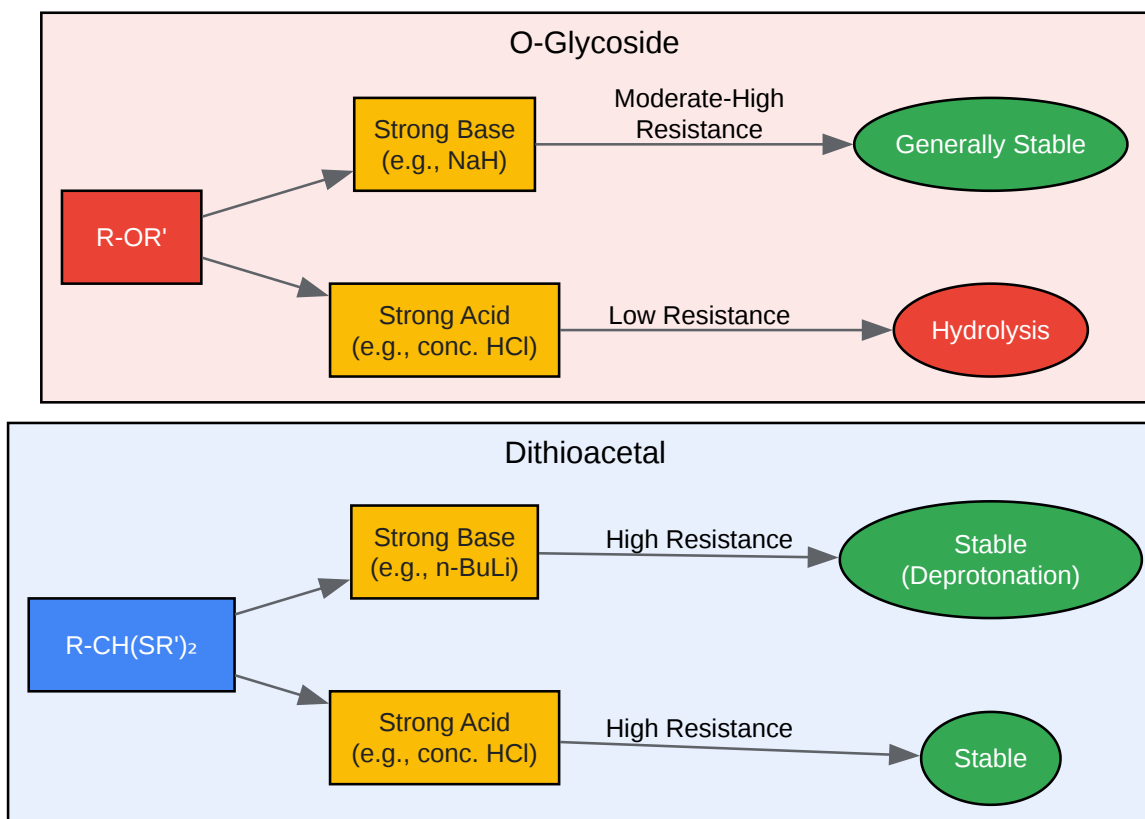 O-Glycoside
Moderate-High
Resistance
Strong Base
(e.g., NaH)
Generally Stable
R-OR'
Strong Acid
(e.g., conc. HCl)
Low Resistance
Hydrolysis
Dithioacetal
Strong Base
(e.g., n-BuLi)
High Resistance
Stable
(Deprotonation)
R-CH(SR')₂
Strong Acid
(e.g., conc. HCl)
High Resistance
Stable